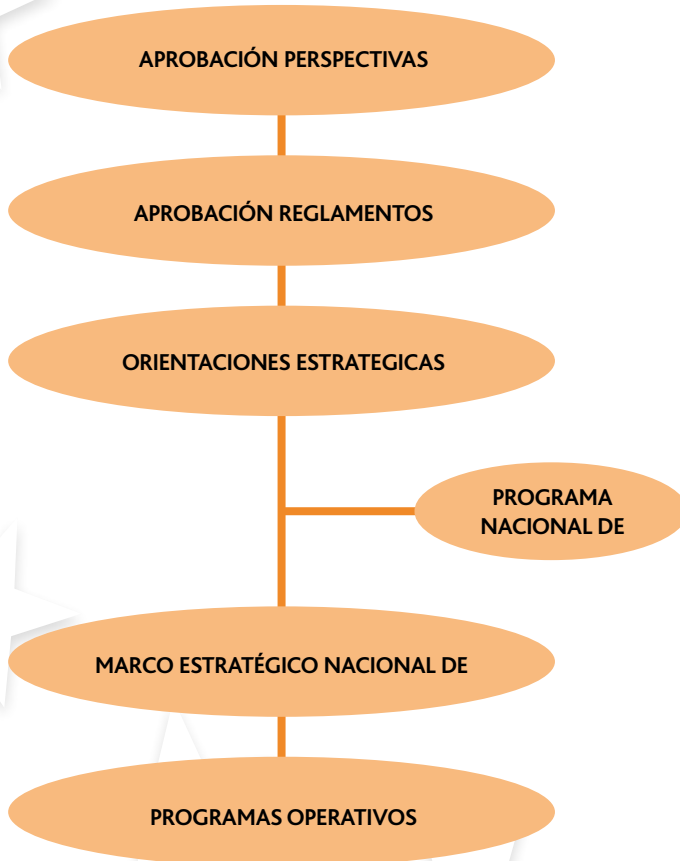 APROBACIÓN PERSPECTIVAS
APROBACIÓN REGLAMENTOS
ORIENTACIONES ESTRATEGICAS
PROGRAMA
NACIONAL DE
MARCO ESTRATÉGICO NACIONAL DE
PROGRAMAS OPERATIVOS